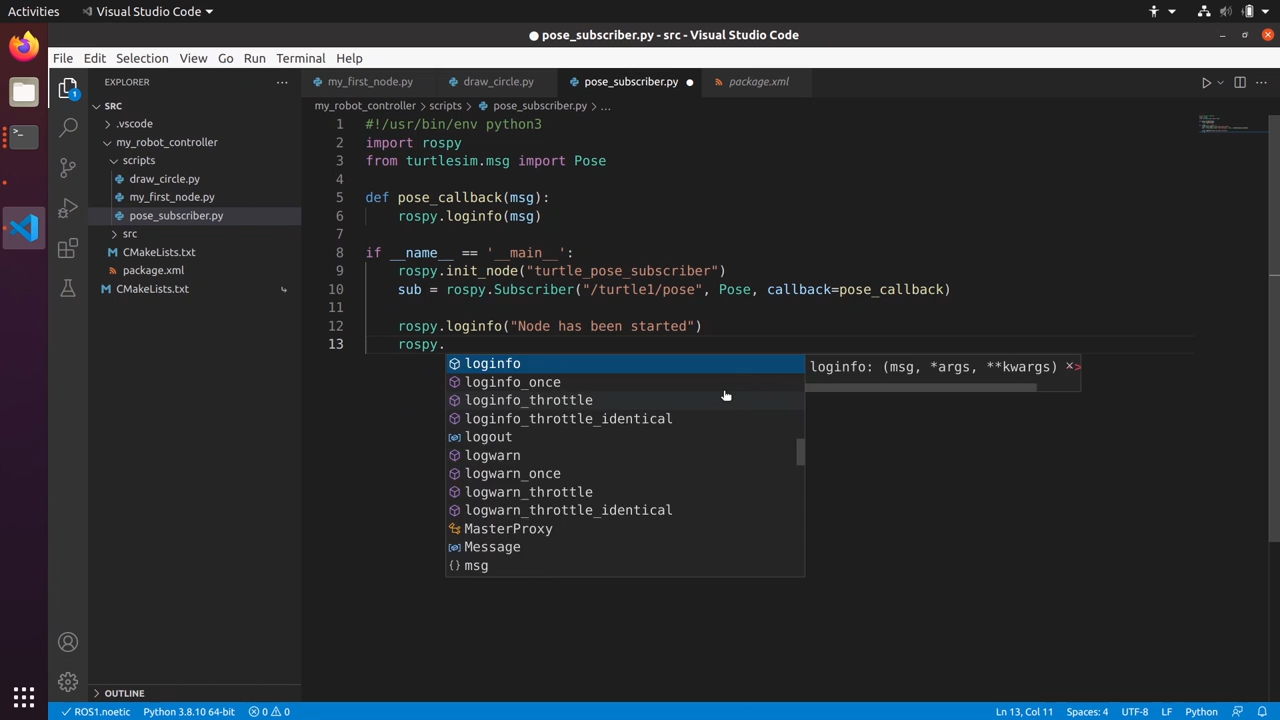 Activities
Visual Studio Code
pose_subscriber.py - src - Visual Studio Code
File Edit Selection View Go Run Terminal Help
1
EXPLORER
my_first_node.py
draw_circle.py
pose_subscriber.py
package.xml
my_robot_controller > scripts > pose_subscriber.py > ...
SRC
.vscode
my_robot_controller
scripts
draw_circle.py
my_first_node.py
pose_subscriber.py
src
CMakeLists.txt
package.xml
CMakeLists.txt
1 #!/usr/bin/env python3
2 import rospy
3 from turtlesim.msg import Pose
4
5 def pose_callback(msg):
6 rospy.loginfo(msg)
7
8 if __name__ == '__main__':
9 rospy.init_node("turtle_pose_subscriber")
10 sub = rospy.Subscriber("/turtle1/pose", Pose, callback=pose_callback)
11
12 rospy.loginfo("Node has been started")
13 rospy.
loginfo
loginfo_once
loginfo_throttle
loginfo_throttle_identical
logout
logwarn
logwarn_once
logwarn_throttle
logwarn_throttle_identical
MasterProxy
Message
msg
loginfo: (msg, *args, **kwargs)
OUTLINE
ROS1.noetic Python 3.8.10 64-bit 0 0
Ln 13, Col 11 Spaces: 4 UTF-8 LF Python